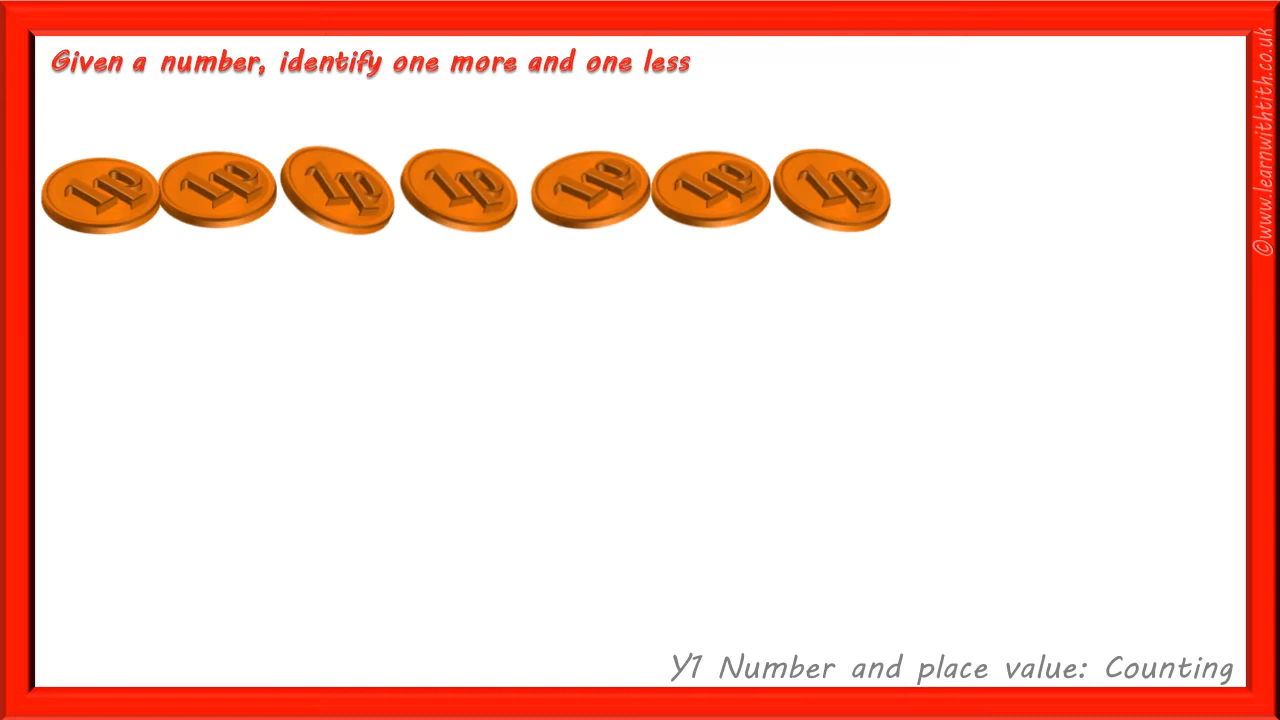 Given a number, identify one more and one less
1p 1p 1p 1p 1p 1p 1p
Y1 Number and place value: Counting
©www.learnwithtith.co.uk